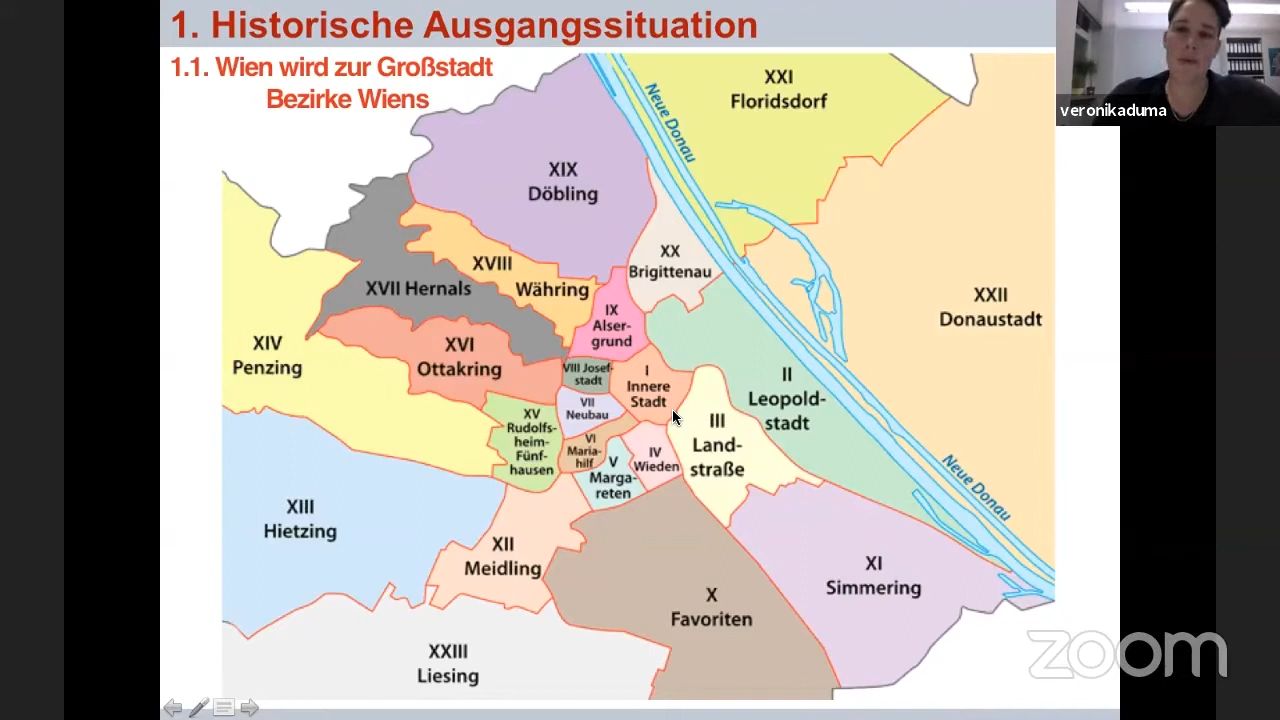 1. Historische Ausgangssituation
1.1. Wien wird zur Großstadt
Bezirke Wiens
veronikaduma
XXI
Floridsdorf
Neue Donau
XIX
Döbling
XX
Brigittenau
XVIII
Währing
XVII Hernals
IX
Alser-
grund
XXII
Donaustadt
XIV
Penzing
XVI
Ottakring
VIII Josef-
stadt
I
Innere
Stadt
II
Leopold-
stadt
VII
Neubau
XV
Rudolfs-
heim-
Fünf-
hausen
VI
Maria-
hilf
V
Marga-
reten
IV
Wieden
III
Land-
straße
Neue Donau
XIII
Hietzing
XII
Meidling
XI
Simmering
X
Favoriten
XXIII
Liesing
zoom